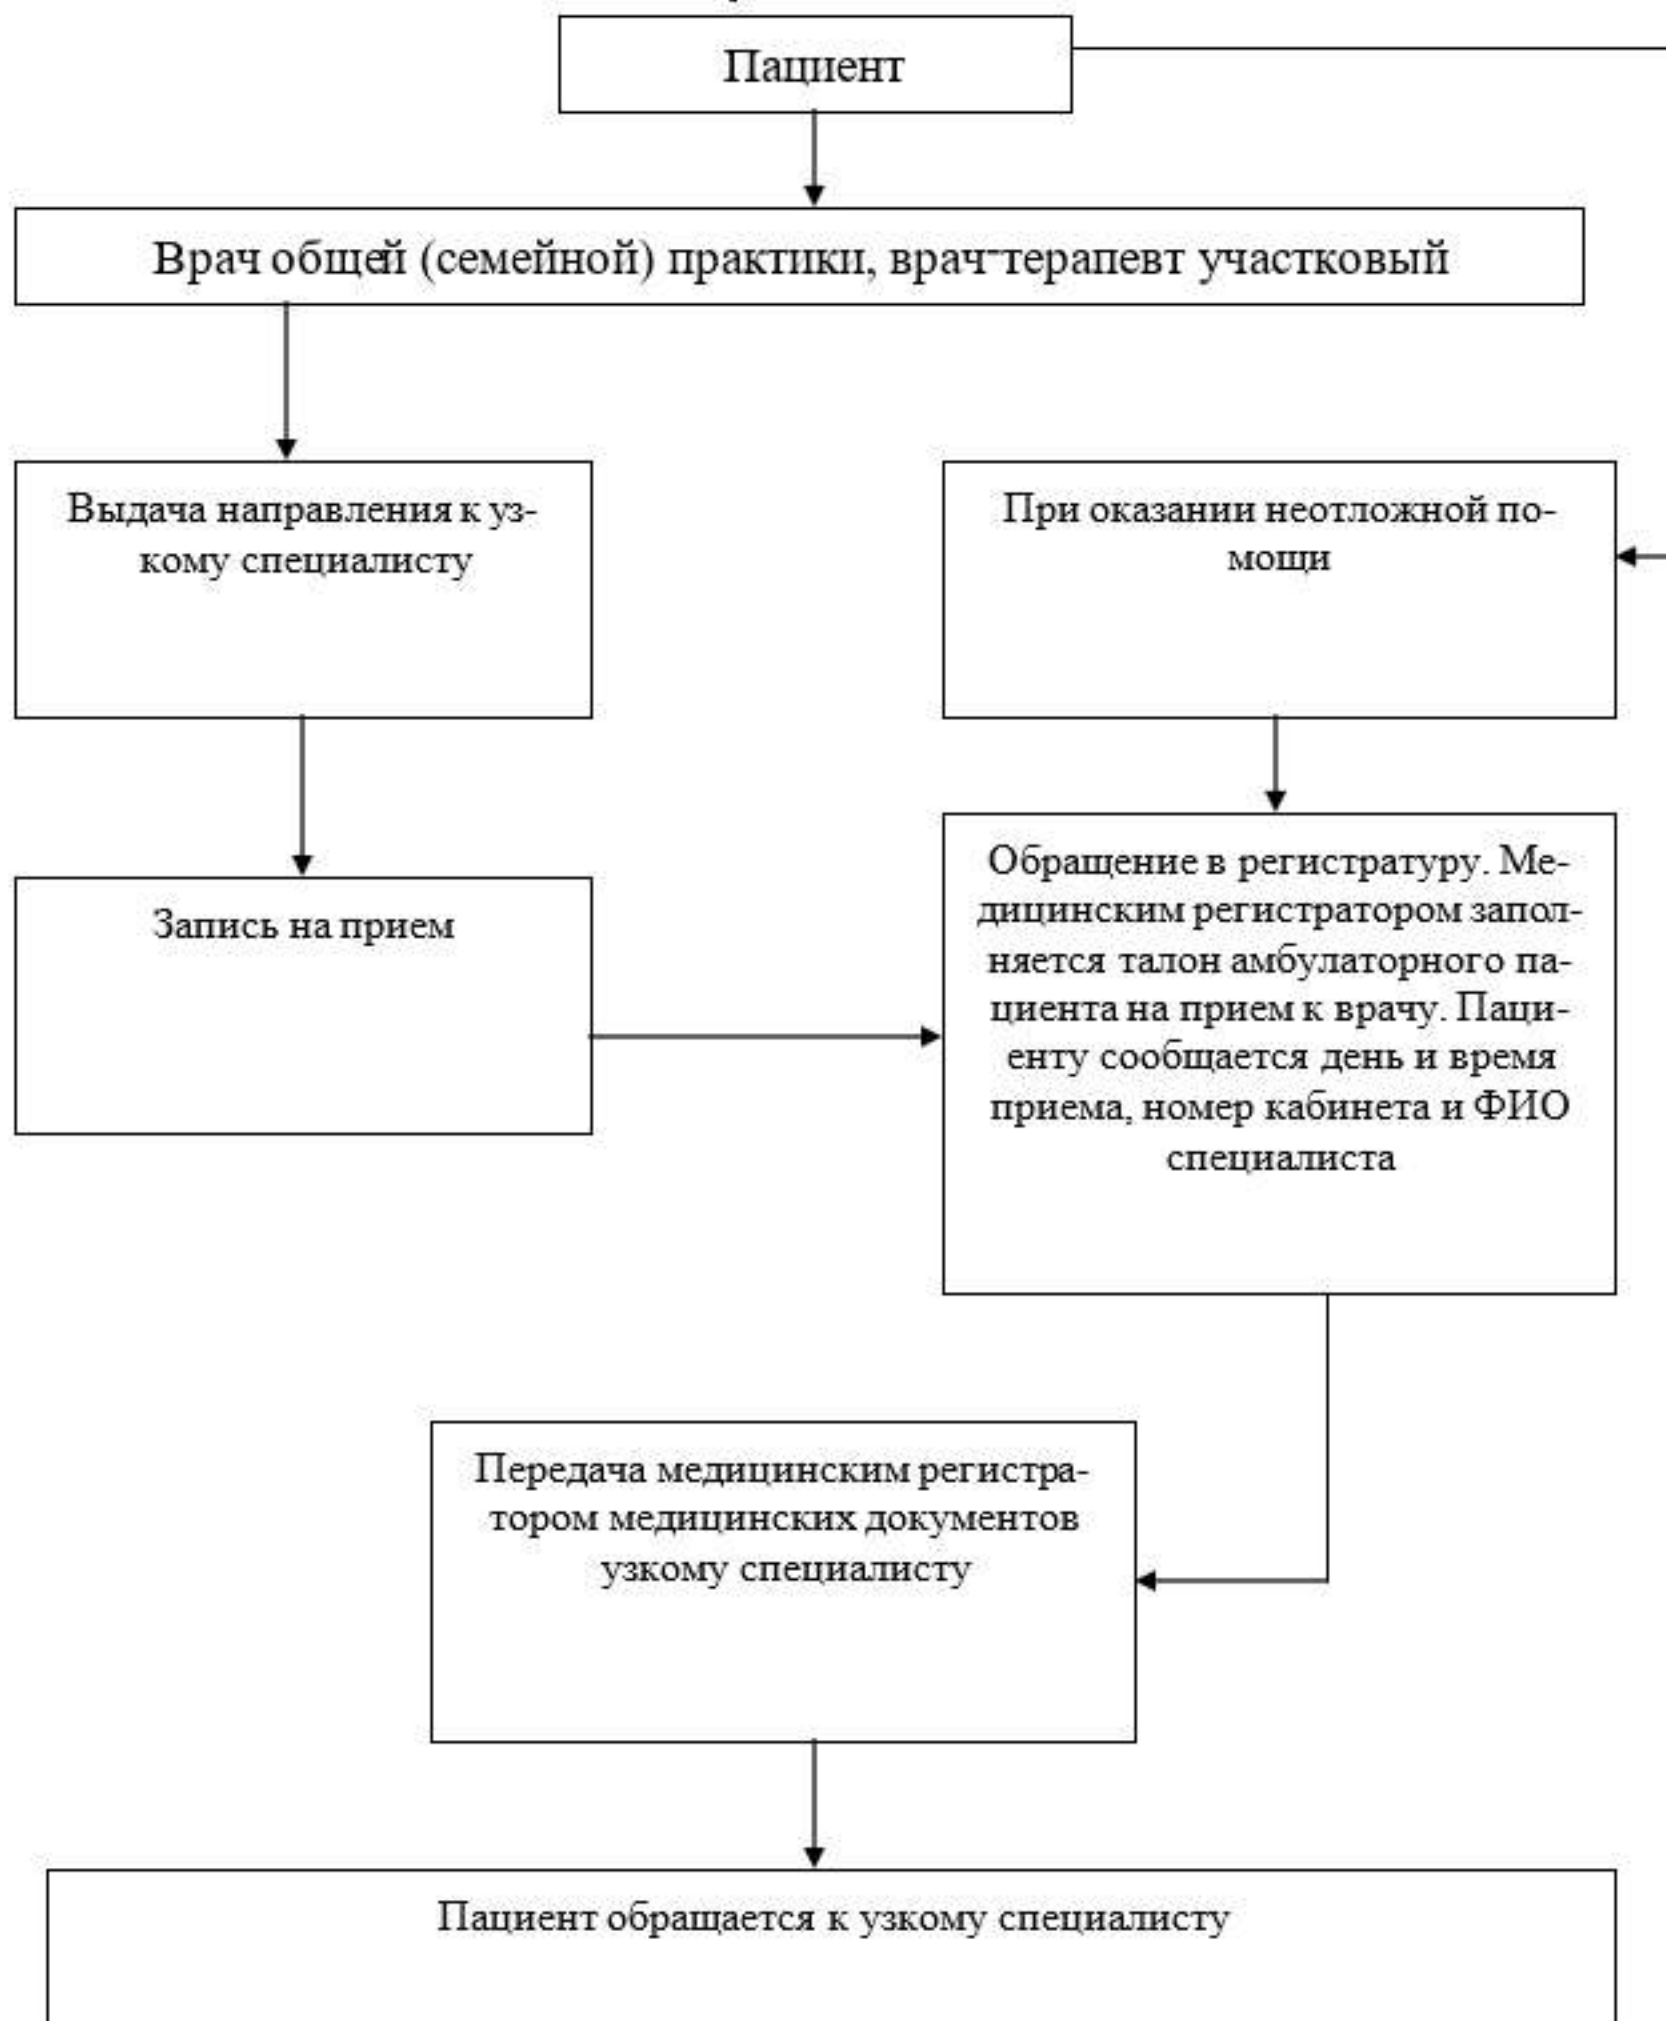 Пациент
Врач общей (семейной) практики, врач-терапевт участковый
Выдача направления к уз-
кому специалисту
При оказании неотложной по-
мощи
Запись на прием
Обращение в регистратуру. Ме-
дицинским регистратором запол-
няется талон амбулаторного па-
циента на прием к врачу. Паци-
енту сообщается день и время
приема, номер кабинета и ФИО
специалиста
Передача медицинским регистра-
тором медицинских документов
узкому специалисту
Пациент обращается к узкому специалисту